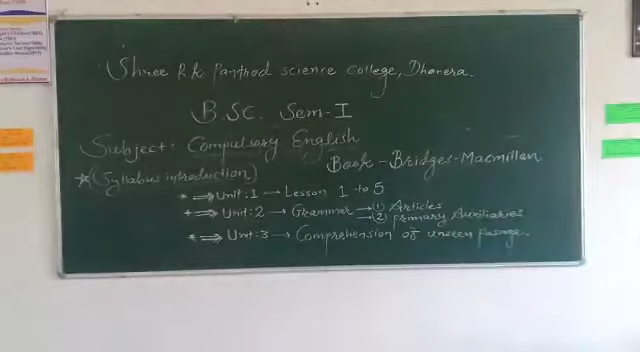 Shree R.K. Pantrod science college, Dhanera.
B.SC. Sem-I
Subject: Compulsory English
Book-Bridges-Macmillan
*(Syllabus introduction)
* ⇒ Unit:1 → Lesson 1 to 5
* ⇒ Unit:2 → Grammar → (1) Articles
→ (2) Primary Auxiliaries
* ⇒ Unit:3 → Comprehension of unseen passage.